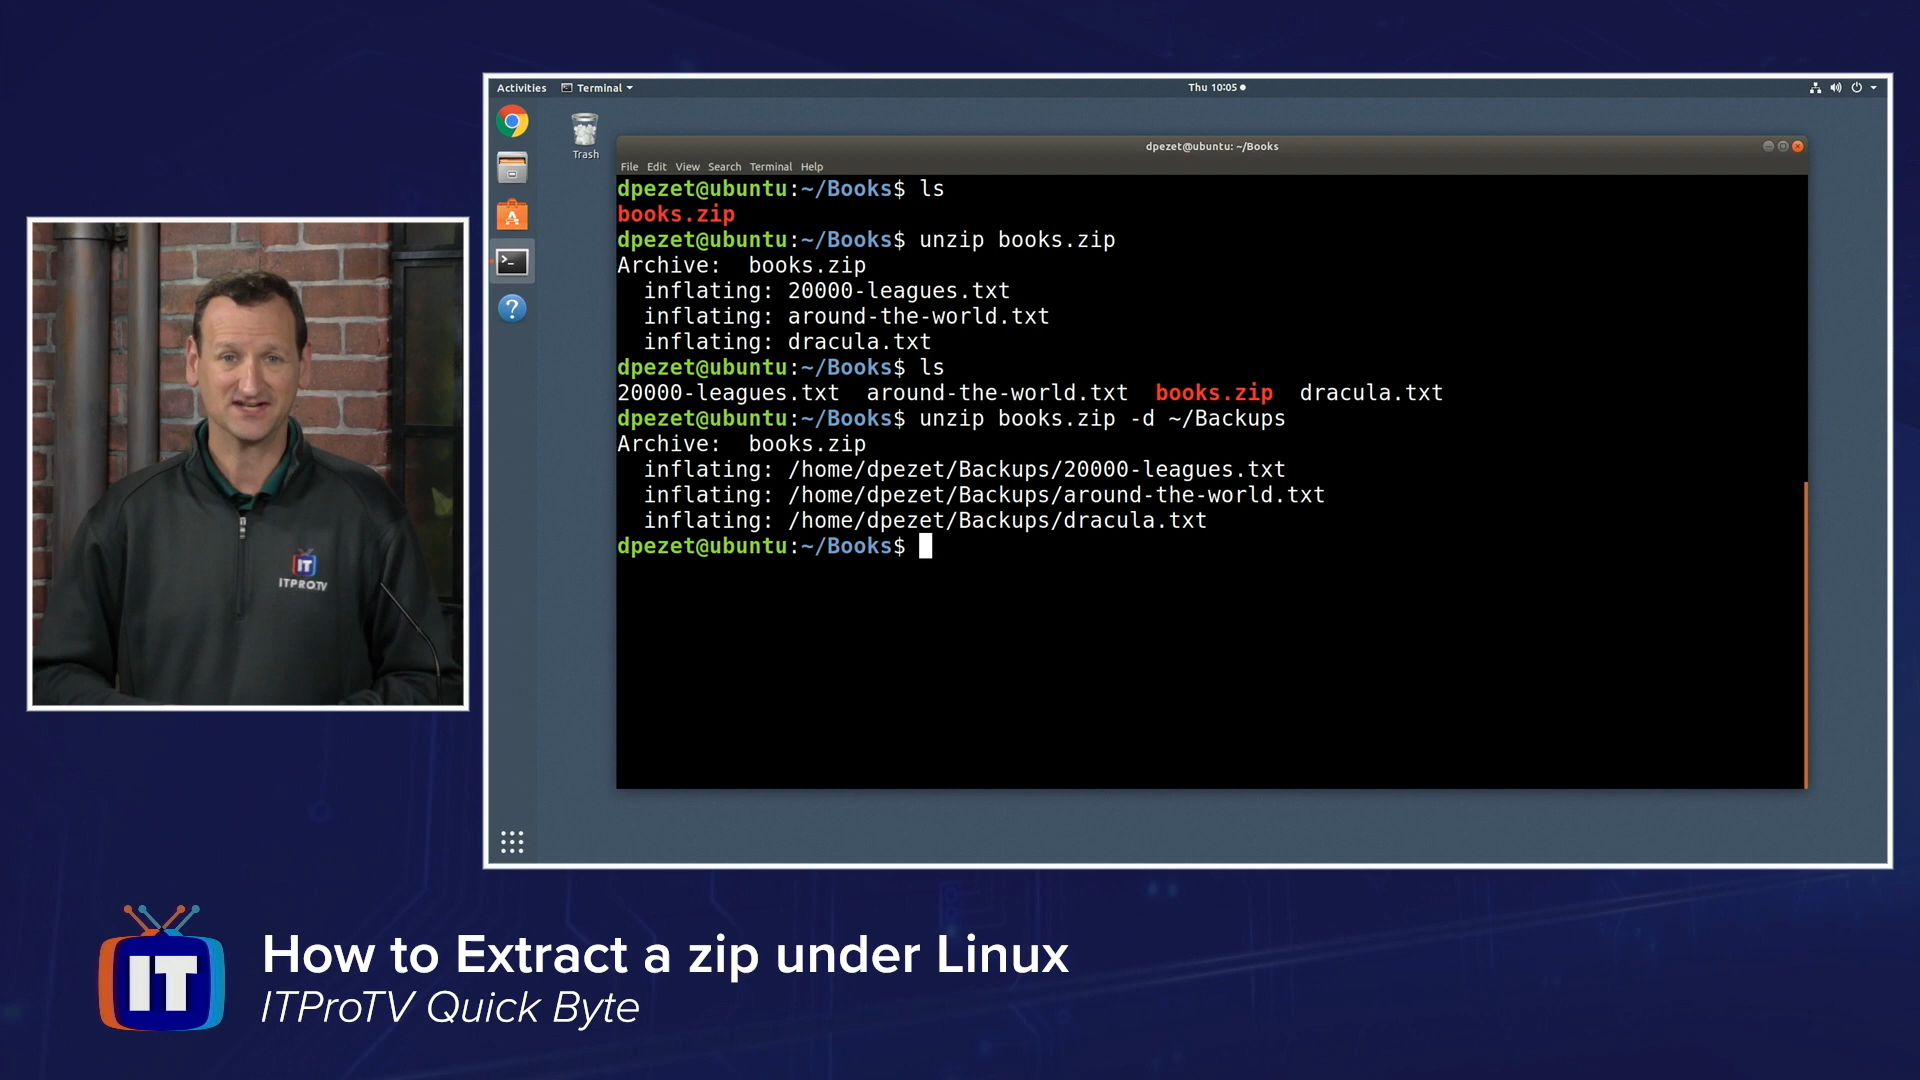 Activities Terminal Thu 10:05
Trash
dpezet@ubuntu: ~/Books
File Edit View Search Terminal Help
dpezet@ubuntu:~/Books$ ls
books.zip
dpezet@ubuntu:~/Books$ unzip books.zip
Archive:  books.zip
  inflating: 20000-leagues.txt
  inflating: around-the-world.txt
  inflating: dracula.txt
dpezet@ubuntu:~/Books$ ls
20000-leagues.txt  around-the-world.txt  books.zip  dracula.txt
dpezet@ubuntu:~/Books$ unzip books.zip -d ~/Backups
Archive:  books.zip
  inflating: /home/dpezet/Backups/20000-leagues.txt
  inflating: /home/dpezet/Backups/around-the-world.txt
  inflating: /home/dpezet/Backups/dracula.txt
dpezet@ubuntu:~/Books$
IT
ITPRO.TV
IT
How to Extract a zip under Linux
ITProTV Quick Byte